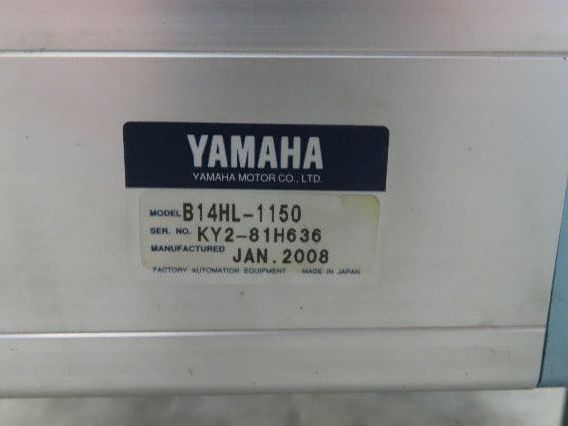 YAMAHA
YAMAHA MOTOR CO., LTD.
MODEL B14HL-1150
SER. NO. KY2-81H636
MANUFACTURED JAN. 2008
FACTORY AUTOMATION EQUIPMENT MADE IN JAPAN